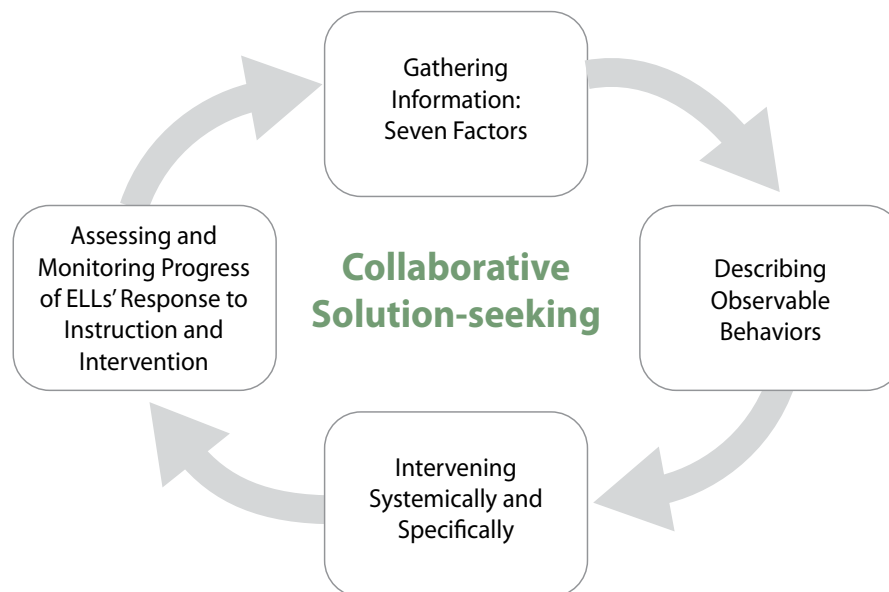 Gathering
Information:
Seven Factors
Assessing and
Monitoring Progress
of ELLs’ Response to
Instruction and
Intervention
Collaborative
Solution-seeking
Describing
Observable
Behaviors
Intervening
Systemically and
Specifically